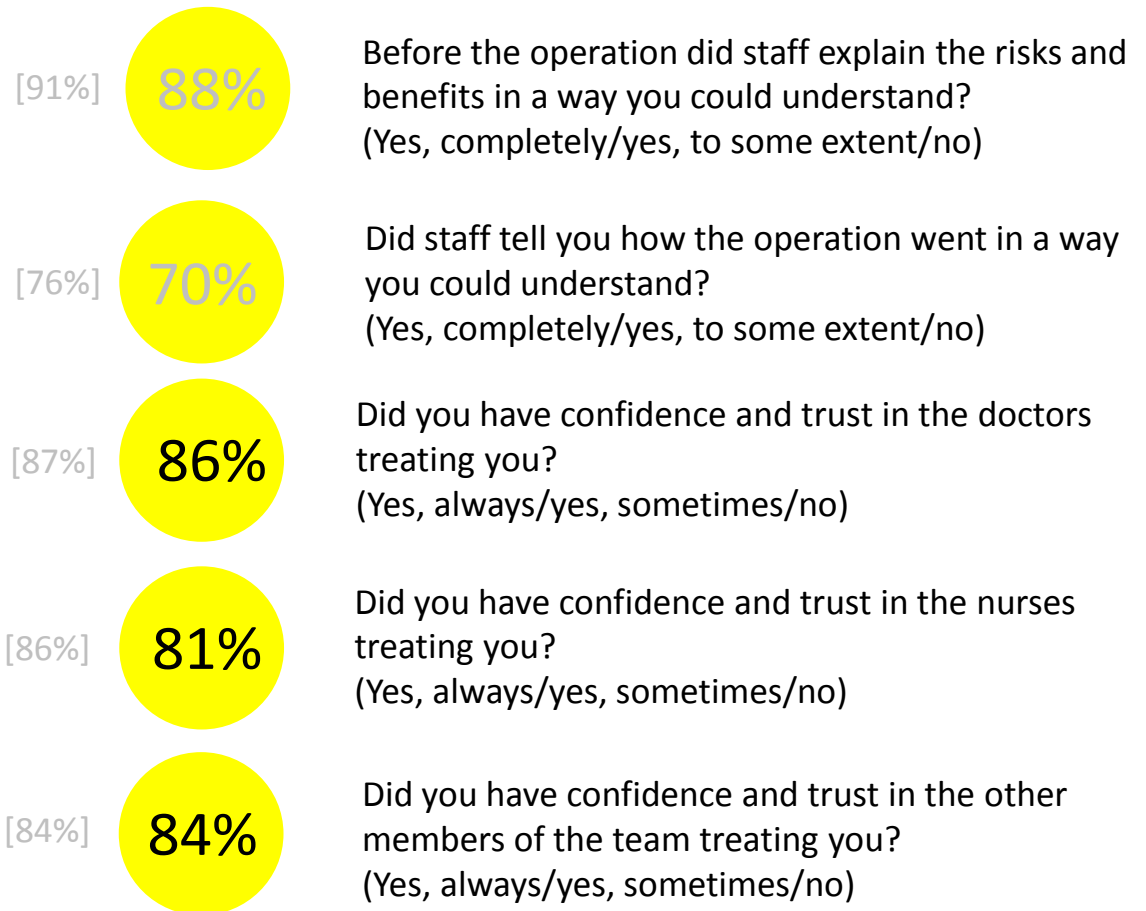 [91%] 88% Before the operation did staff explain the risks and
benefits in a way you could understand?
(Yes, completely/yes, to some extent/no)
[76%] 70% Did staff tell you how the operation went in a way
you could understand?
(Yes, completely/yes, to some extent/no)
[87%] 86% Did you have confidence and trust in the doctors
treating you?
(Yes, always/yes, sometimes/no)
[86%] 81% Did you have confidence and trust in the nurses
treating you?
(Yes, always/yes, sometimes/no)
[84%] 84% Did you have confidence and trust in the other
members of the team treating you?
(Yes, always/yes, sometimes/no)